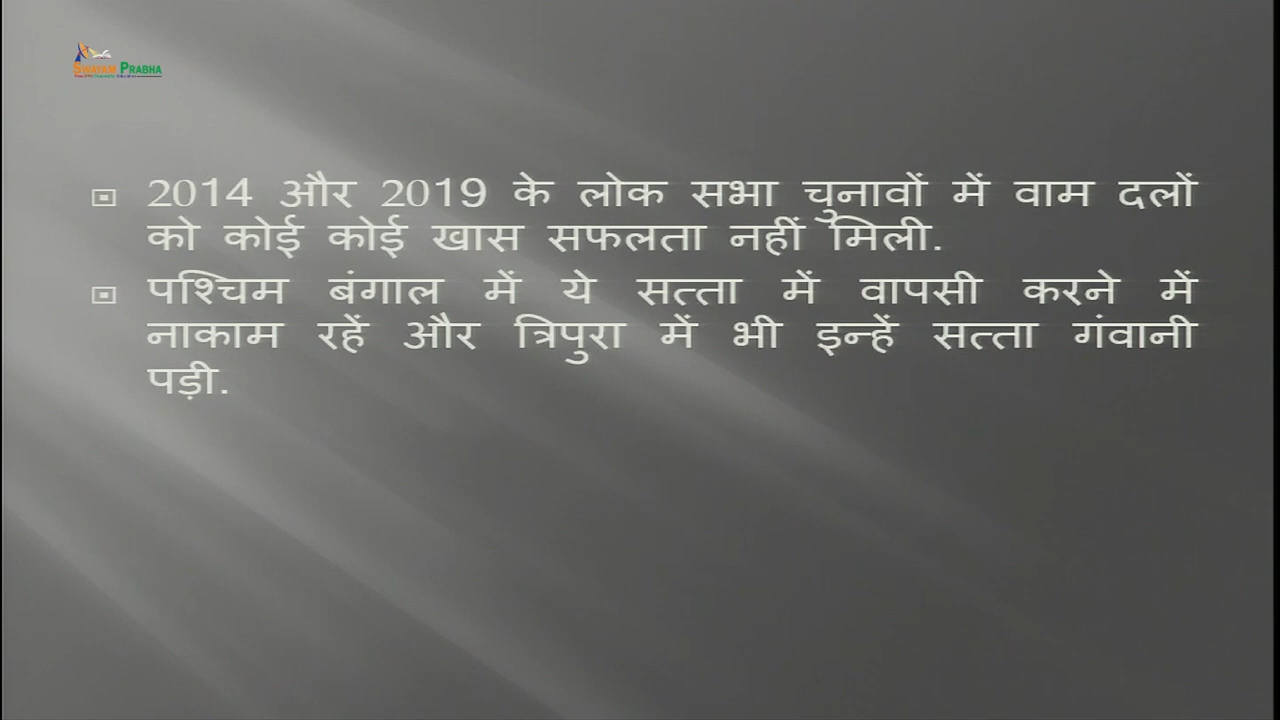 SWAYAM PRABHA
2014 और 2019 के लोक सभा चुनावों में वाम दलों
को कोई कोई खास सफलता नहीं मिली.
पश्चिम बंगाल में ये सत्ता में वापसी करने में
नाकाम रहें और त्रिपुरा में भी इन्हें सत्ता गंवानी
पड़ी.